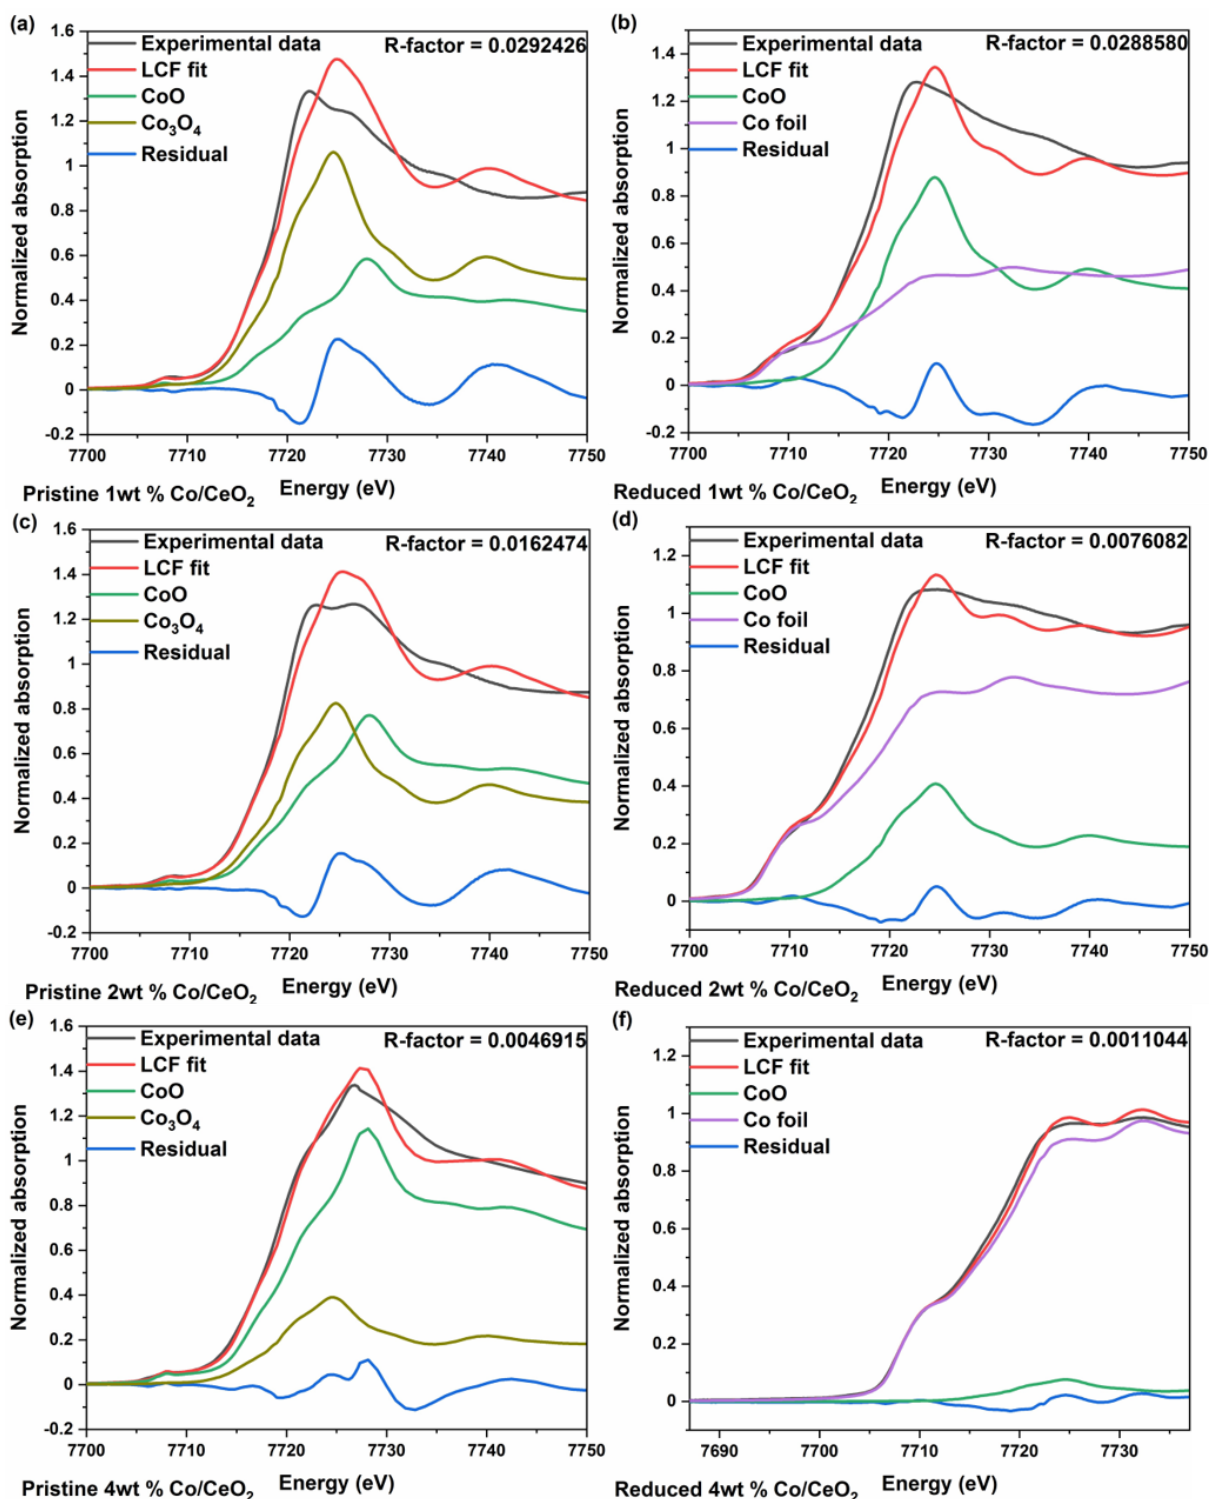 (a)
R-factor = 0.0292426
Experimental data
LCF fit
CoO
Co₃O₄
Residual
Normalized absorption
1.6
1.4
1.2
1
0.8
0.6
0.4
0.2
0
-0.2
7700 7710 7720 7730 7740 7750
Energy (eV)
Pristine 1wt % Co/CeO₂
(b)
R-factor = 0.0288580
Experimental data
LCF fit
CoO
Co foil
Residual
Normalized absorption
1.4
1.2
1
0.8
0.6
0.4
0.2
0
-0.2
7700 7710 7720 7730 7740 7750
Energy (eV)
Reduced 1wt % Co/CeO₂
(c)
R-factor = 0.0162474
Experimental data
LCF fit
CoO
Co₃O₄
Residual
Normalized absorption
1.6
1.4
1.2
1
0.8
0.6
0.4
0.2
0
-0.2
7700 7710 7720 7730 7740 7750
Energy (eV)
Pristine 2wt % Co/CeO₂
(d)
R-factor = 0.0076082
Experimental data
LCF fit
CoO
Co foil
Residual
Normalized absorption
1.2
1
0.8
0.6
0.4
0.2
0
7700 7710 7720 7730 7740 7750
Energy (eV)
Reduced 2wt % Co/CeO₂
(e)
R-factor = 0.0046915
Experimental data
LCF fit
CoO
Co₃O₄
Residual
Normalized absorption
1.6
1.4
1.2
1
0.8
0.6
0.4
0.2
0
-0.2
7700 7710 7720 7730 7740 7750
Energy (eV)
Pristine 4wt % Co/CeO₂
(f)
R-factor = 0.0011044
Experimental data
LCF fit
CoO
Co foil
Residual
Normalized absorption
1.2
1
0.8
0.6
0.4
0.2
0
7690 7700 7710 7720 7730
Energy (eV)
Reduced 4wt % Co/CeO₂